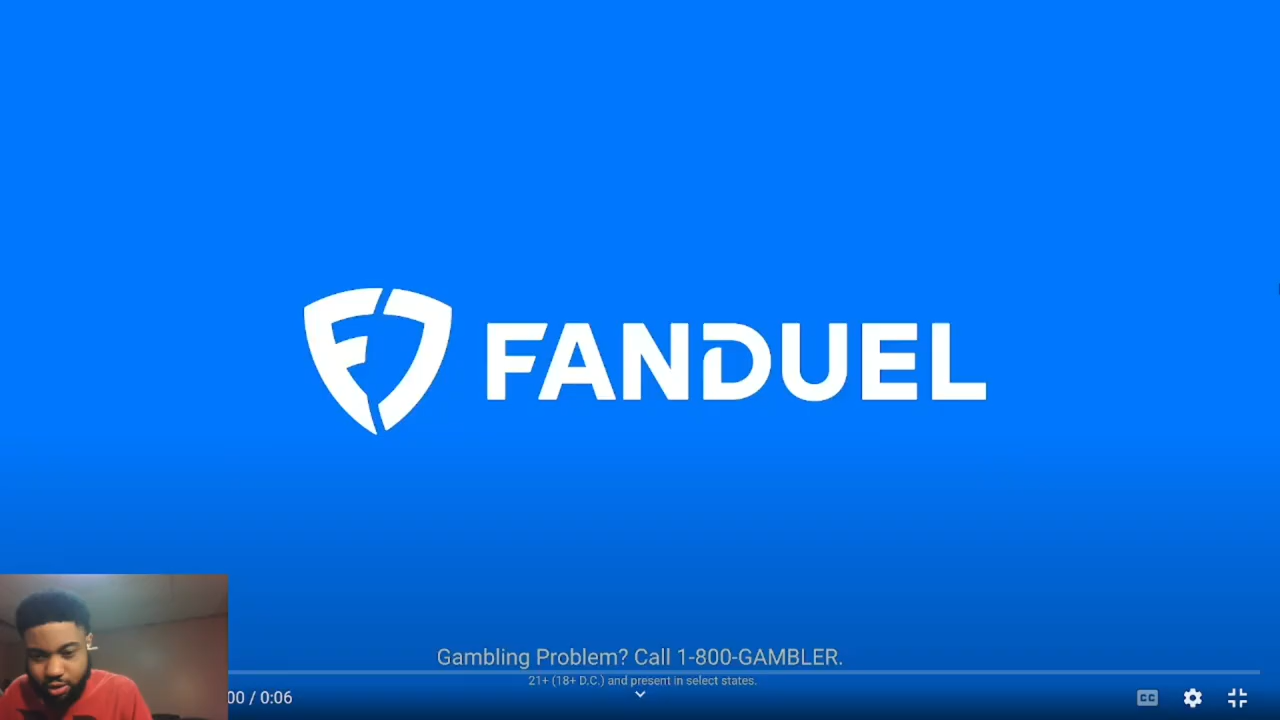 FANDUEL
Gambling Problem? Call 1-800-GAMBLER.
21+ (18+ D.C.) and present in select states.
00 / 0:06
CC